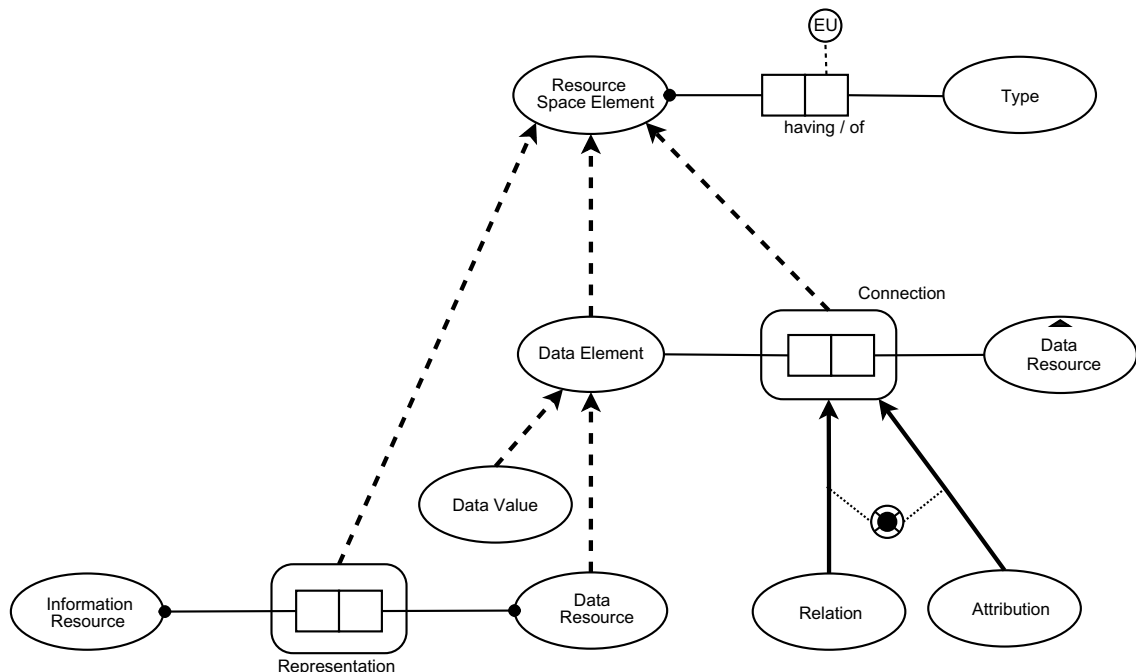 EU
Resource
Space Element
Type
having / of
Connection
Data Element
Data
Resource
Data Value
Information
Resource
Data
Resource
Relation
Attribution
Representation